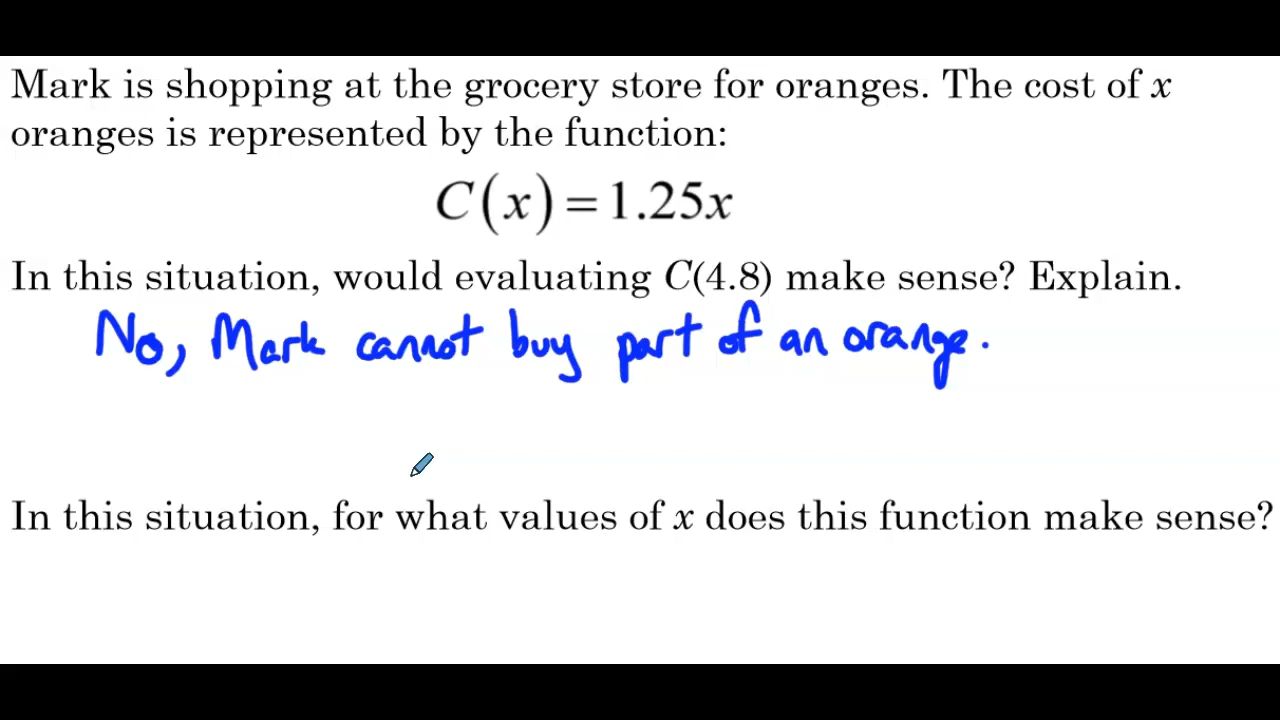 Mark is shopping at the grocery store for oranges. The cost of x
oranges is represented by the function:
C(x)=1.25x
In this situation, would evaluating C(4.8) make sense? Explain.
No, Mark cannot buy part of an orange.
In this situation, for what values of x does this function make sense?